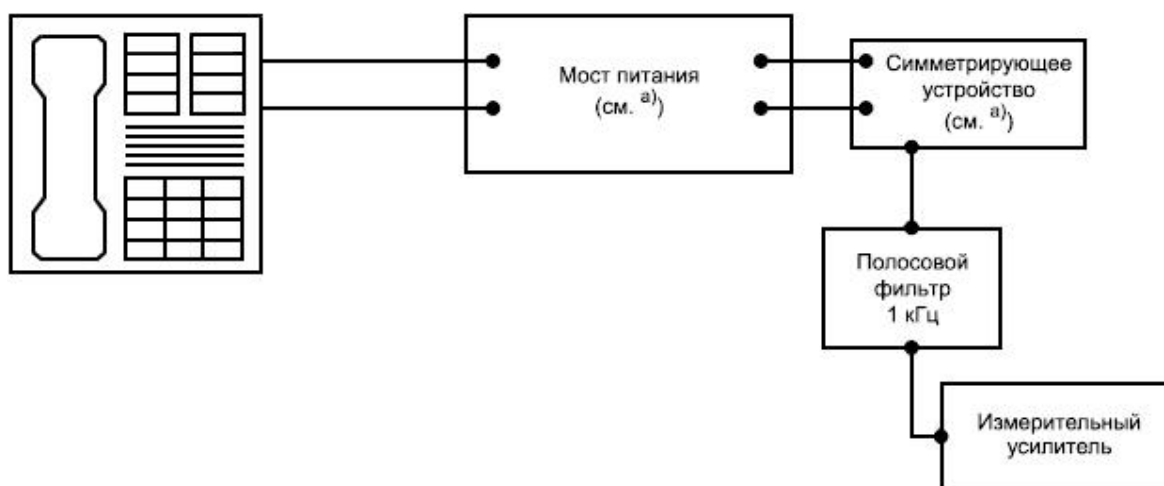 Мост питания
(см. а))
Симметрирующее
устройство
(см. а))
Полосовой
фильтр
1 кГц
Измерительный
усилитель